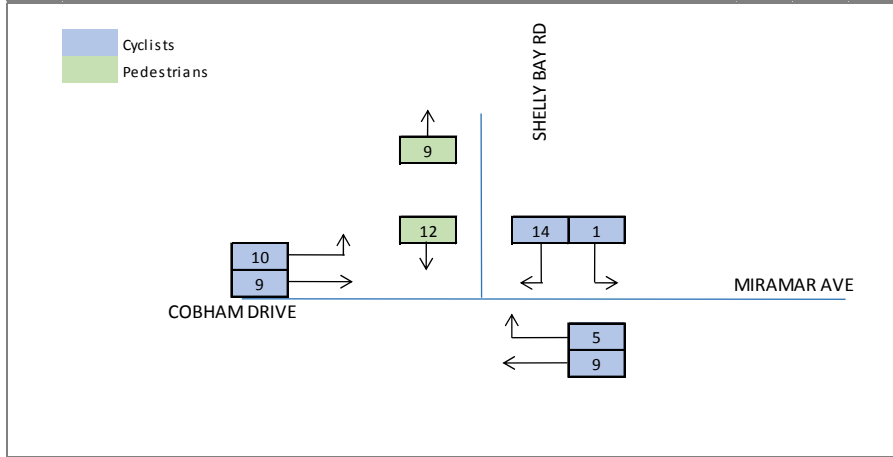 Cyclists
Pedestrians
SHELLY BAY RD
9
12
14 1
10
9
MIRAMAR AVE
COBHAM DRIVE
5
9